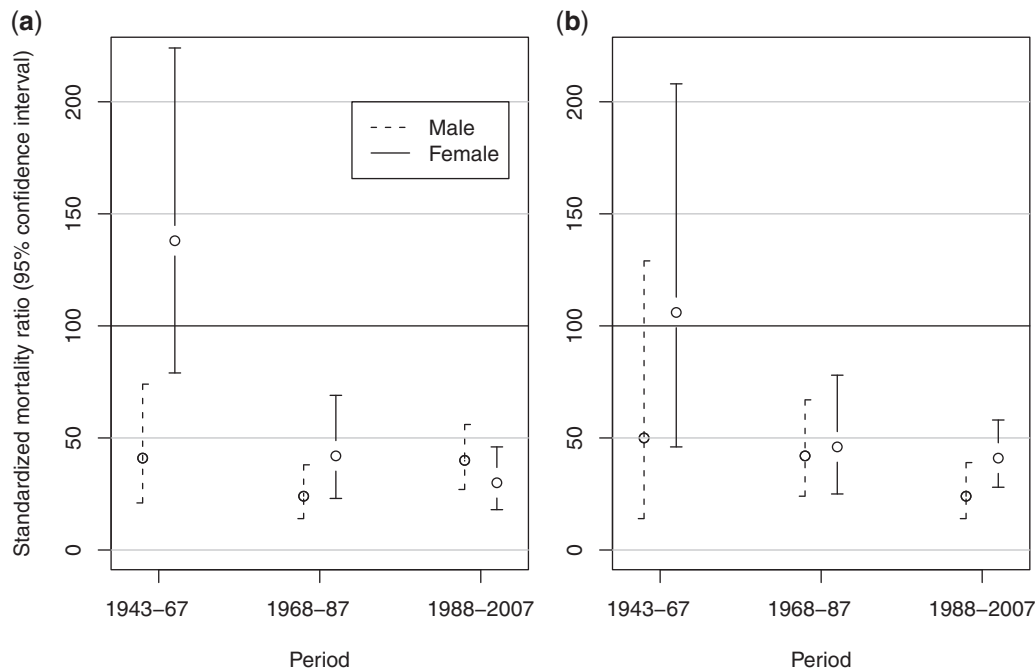 (a)
(b)
Standardized mortality ratio (95% confidence interval)
200
150
100
50
0
Male
Female
1943–67
1968–87
1988–2007
Period
200
150
100
50
0
1943–67
1968–87
1988–2007
Period